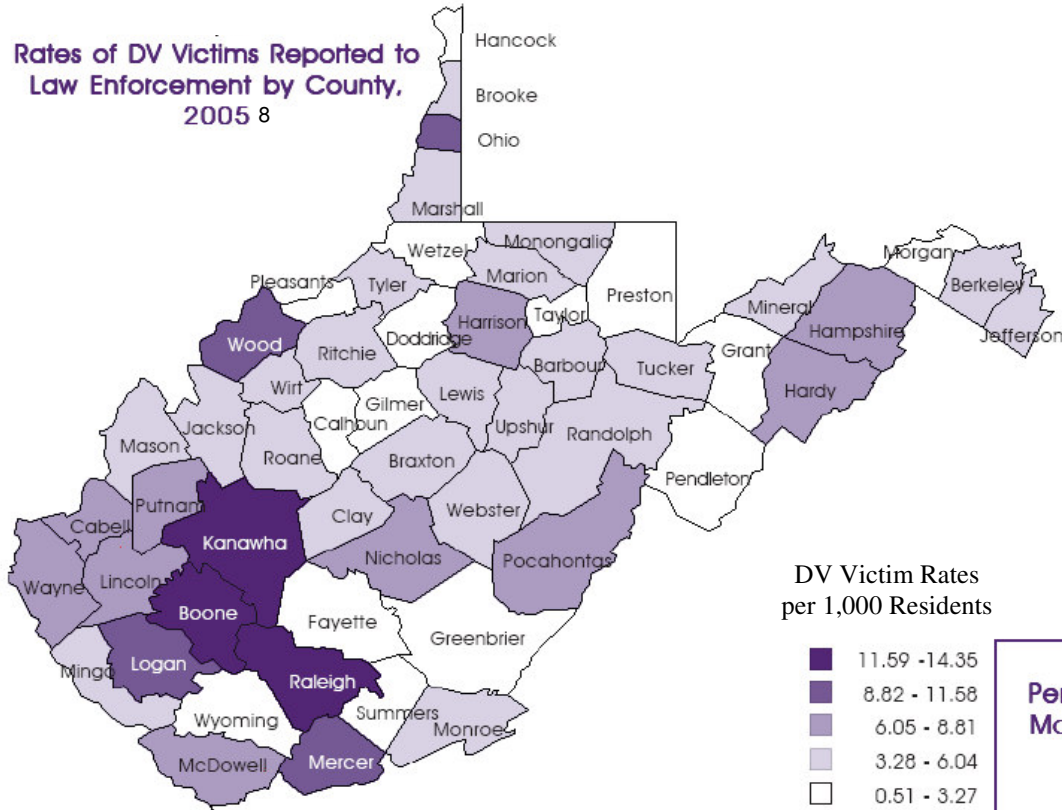 Rates of DV Victims Reported to
Law Enforcement by County,
2005 8
Hancock
Brooke
Ohio
Marshall
Wetzel
Monongalia
Marion
Pleasants
Tyler
Preston
Morgan
Berkeley
Jefferson
Mineral
Hampshire
Grant
Hardy
Wood
Ritchie
Doddridge
Harrison
Taylor
Barbour
Tucker
Wirt
Calhoun
Gilmer
Lewis
Upshur
Randolph
Pendleton
Mason
Jackson
Roane
Braxton
Webster
Clay
Putnam
Cabell
Kanawha
Nicholas
Pocahontas
Wayne
Lincoln
Boone
Fayette
Greenbrier
Mingo
Logan
Raleigh
Summers
Monroe
Wyoming
McDowell
Mercer
DV Victim Rates
per 1,000 Residents
11.59 -14.35
8.82 - 11.58
6.05 - 8.81
3.28 - 6.04
0.51 - 3.27